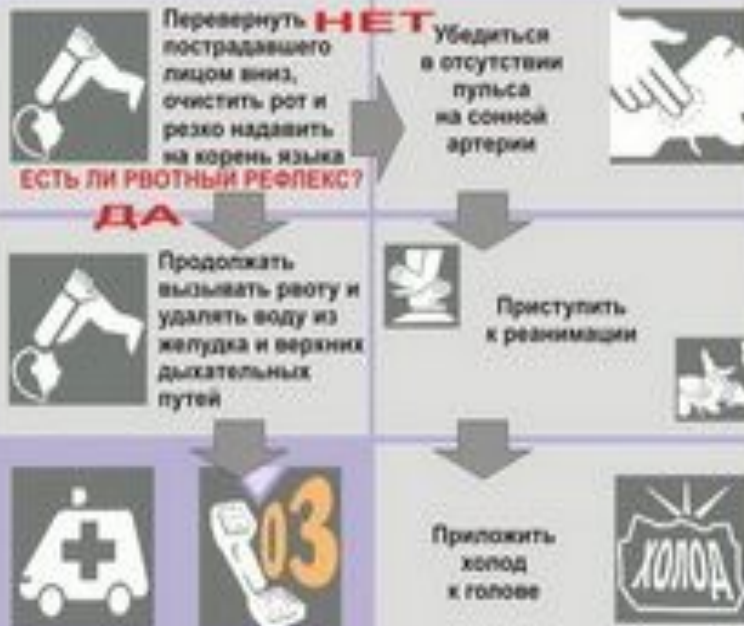 Перевернуть
пострадавшего
лицом вниз,
очистить рот и
резко надавить
на корень языка
ЕСТЬ ЛИ РВОТНЫЙ РЕФЛЕКС?
НЕТ
Убедиться
в отсутствии
пульса
на сонной
артерии
ДА
Продолжать
вызывать рвоту и
удалять воду из
желудка и верхних
дыхательных
путей
Приступить
к реанимации
03
Приложить
холод
к голове
ХОЛОД